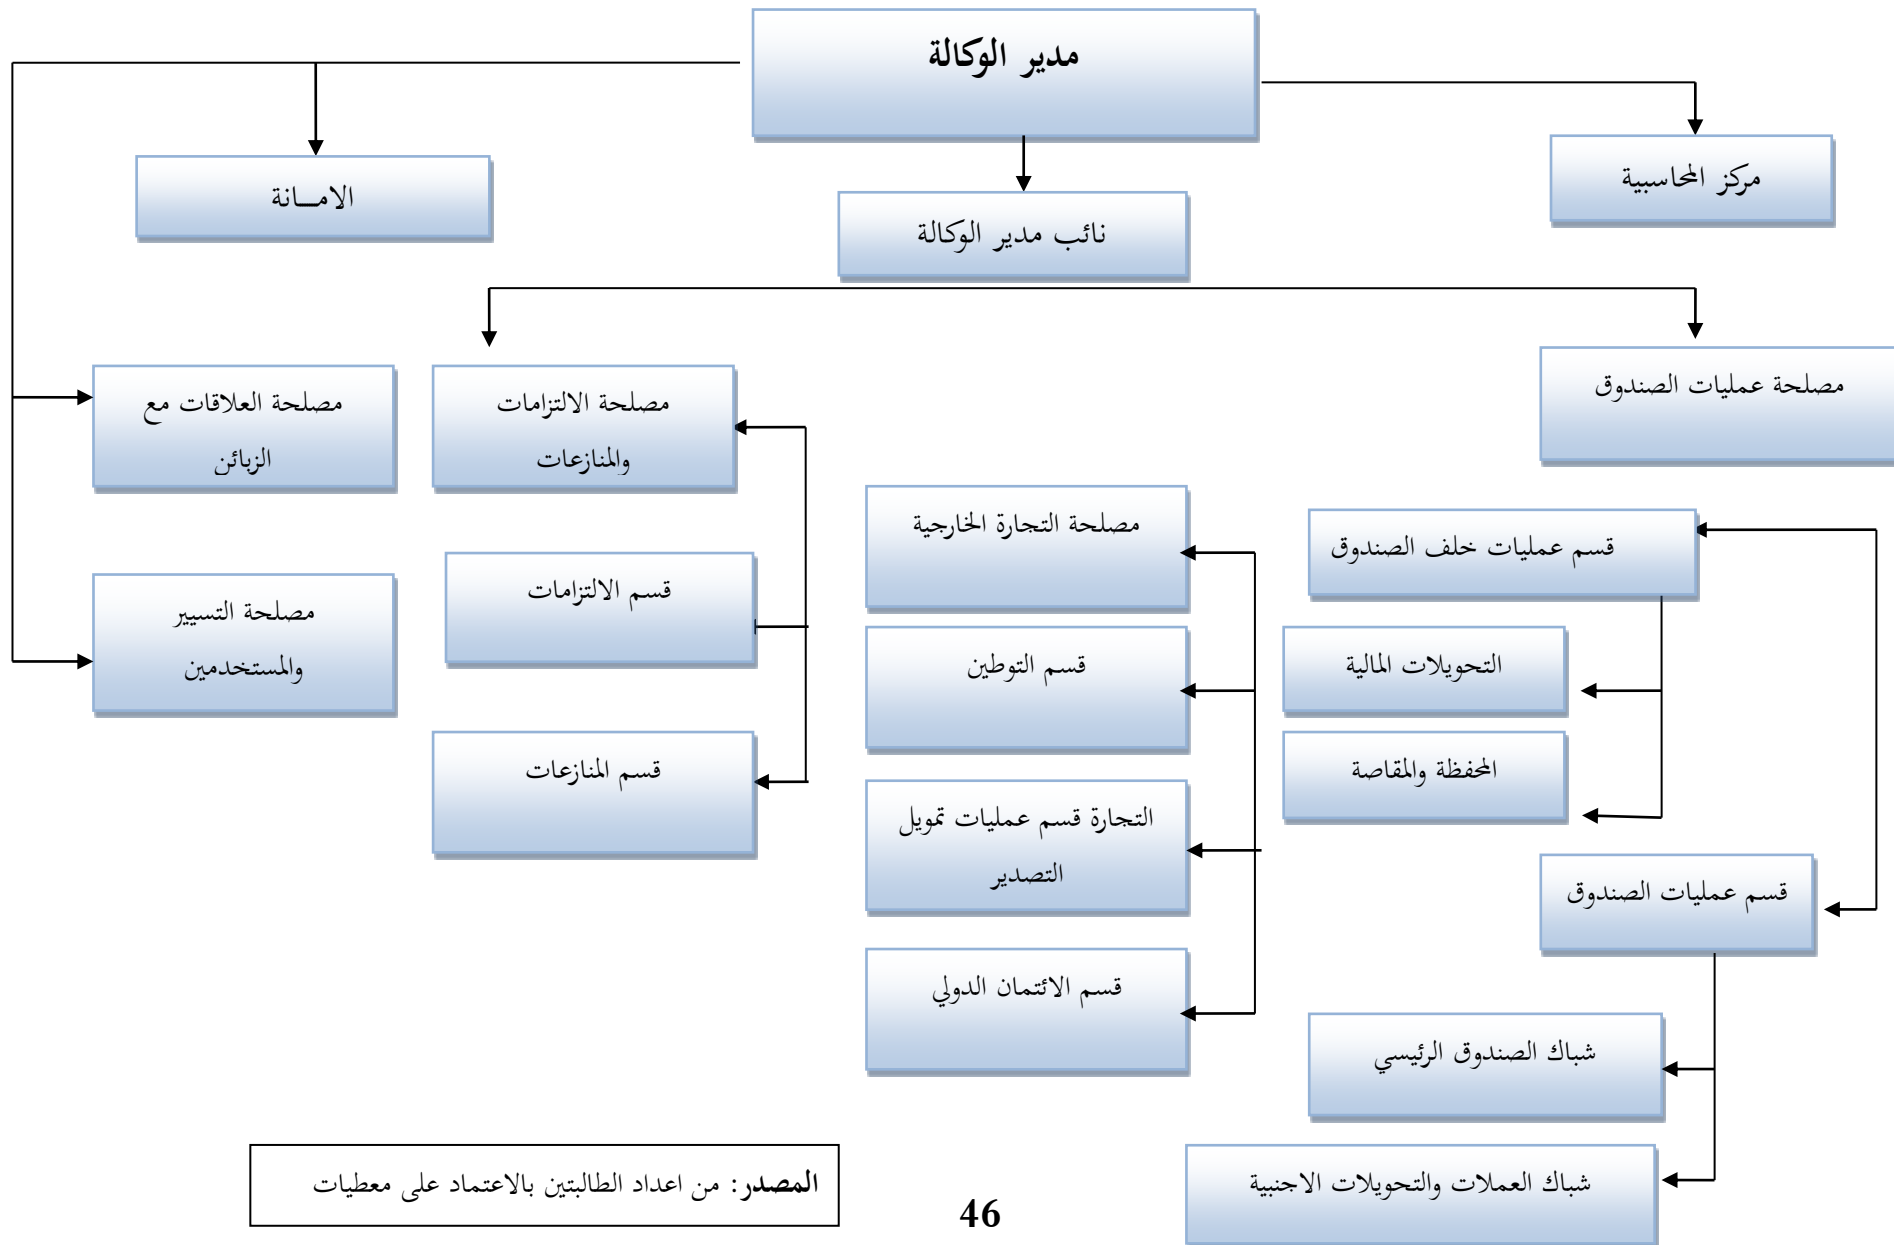 مدير الوكالة
مركز المحاسبية
الامـــانة
نائب مدير الوكالة
مصلحة عمليات الصندوق
مصلحة الالتزامات
والمنازعات
مصلحة العلاقات مع
الزبائن
مصلحة التسيير
والمستخدمين
قسم الالتزامات
قسم المنازعات
مصلحة التجارة الخارجية
قسم التوطين
التجارة قسم عمليات تمويل
التصدير
قسم الائتمان الدولي
قسم عمليات خلف الصندوق
التحويلات المالية
المحفظة والمقاصة
قسم عمليات الصندوق
شباك الصندوق الرئيسي
شباك العملات والتحويلات الاجنبية
المصدر: من اعداد الطالبتين بالاعتماد على معطيات
46